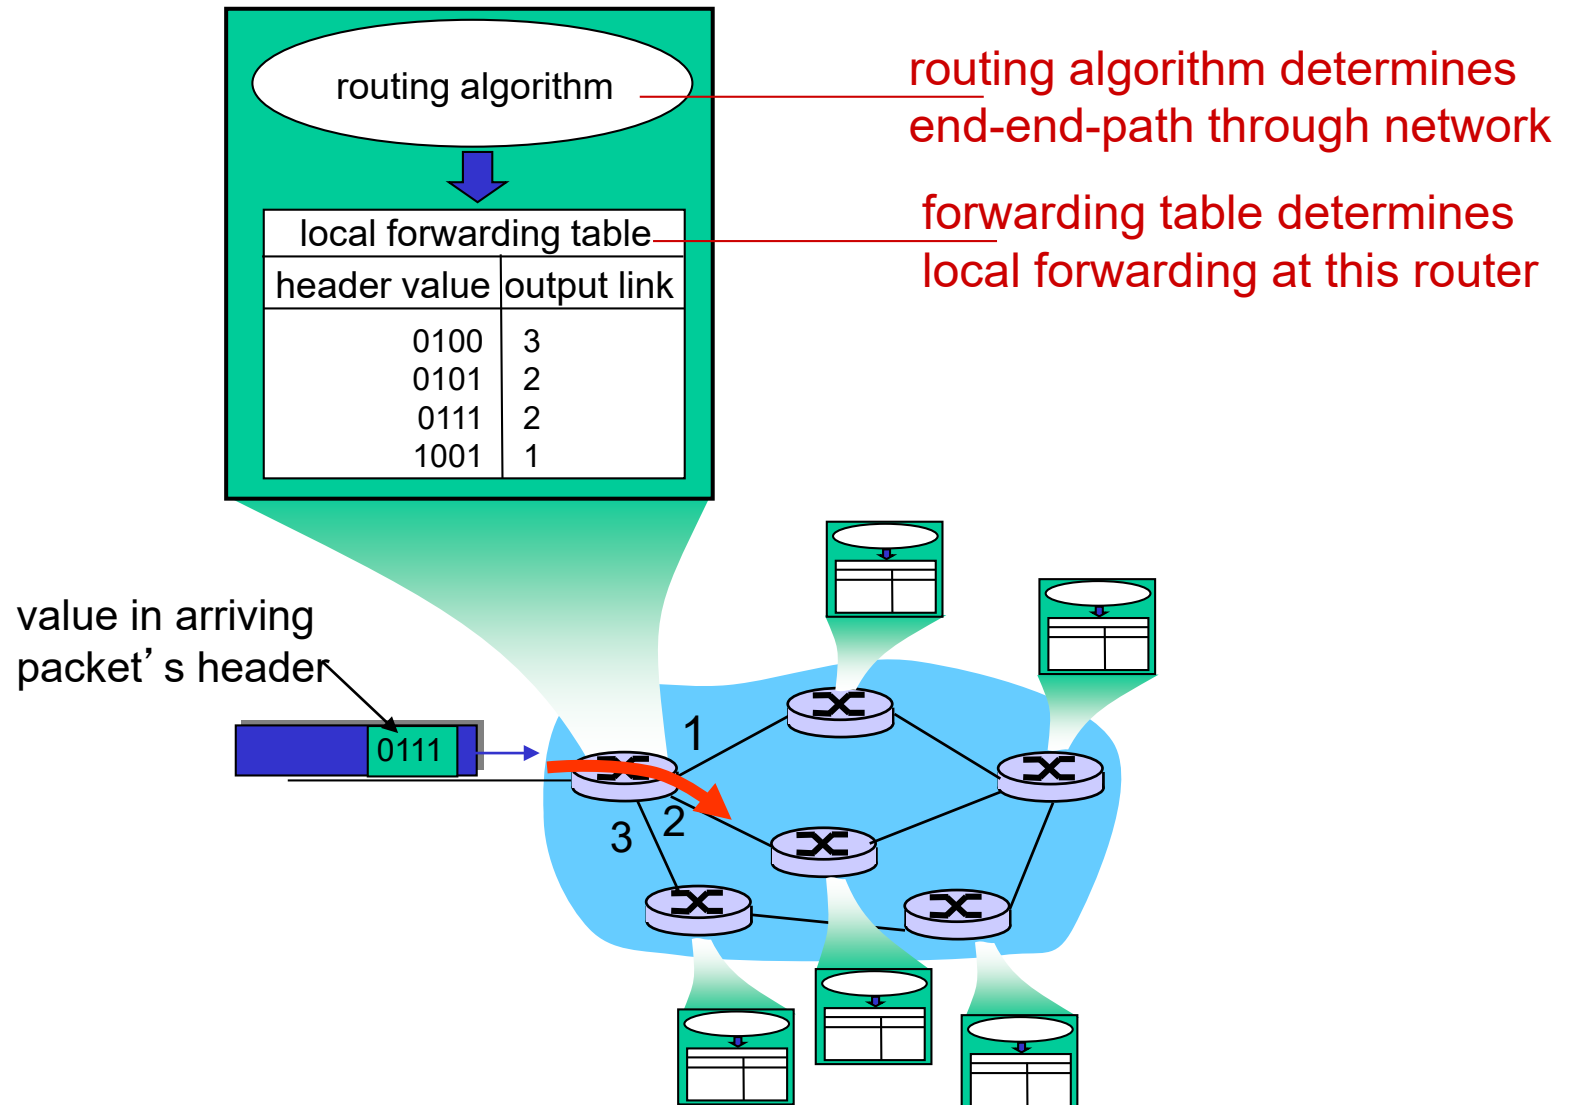 routing algorithm
routing algorithm determines
end-end-path through network
local forwarding table
forwarding table determines
local forwarding at this router
header value output link
0100 3
0101 2
0111 2
1001 1
value in arriving
packet’s header
0111
1
2
3